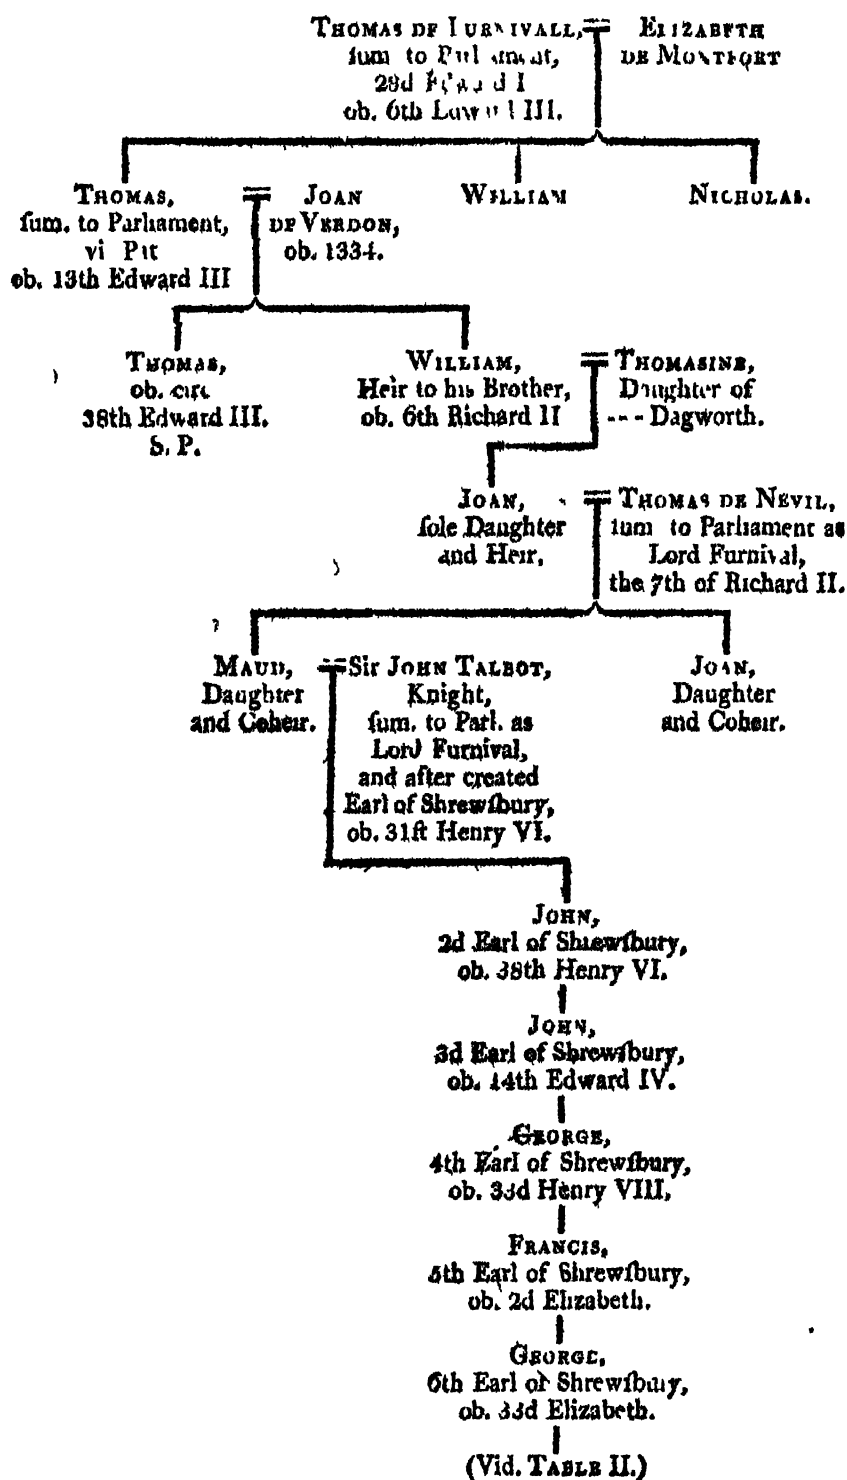 THOMAS DE FURNIVALL, = ELIZABETH
ſum to Parliament, DE MONTFORT
23d Edward I
ob. 6th Edward III.
THOMAS, = JOAN WILLIAM NICHOLAS.
ſum. to Parliament, DE VERDON,
ob. 1334.
ob. 13th Edward III
THOMAS, WILLIAM, = THOMASINE,
ob. circ Heir to his Brother, Daughter of
38th Edward III. ob. 6th Richard II --- Dagworth.
S. P.
JOAN, = THOMAS DE NEVIL,
ſole Daughter ſum to Parliament as
and Heir. Lord Furnival,
the 7th of Richard II.
MAUD, = Sir JOHN TALBOT, JOAN,
Daughter Knight, Daughter
and Coheir. ſum. to Parl. as and Coheir.
Lord Furnival,
and after created
Earl of Shrewſbury,
ob. 31ſt Henry VI.
JOHN,
2d Earl of Shrewſbury,
ob. 38th Henry VI.
JOHN,
3d Earl of Shrewſbury,
ob. 14th Edward IV.
GEORGE,
4th Earl of Shrewſbury,
ob. 33d Henry VIII,
FRANCIS,
5th Earl of Shrewſbury,
ob. 2d Elizabeth.
GEORGE,
6th Earl of Shrewſbury,
ob. 33d Elizabeth.
(Vid. TABLE II.)